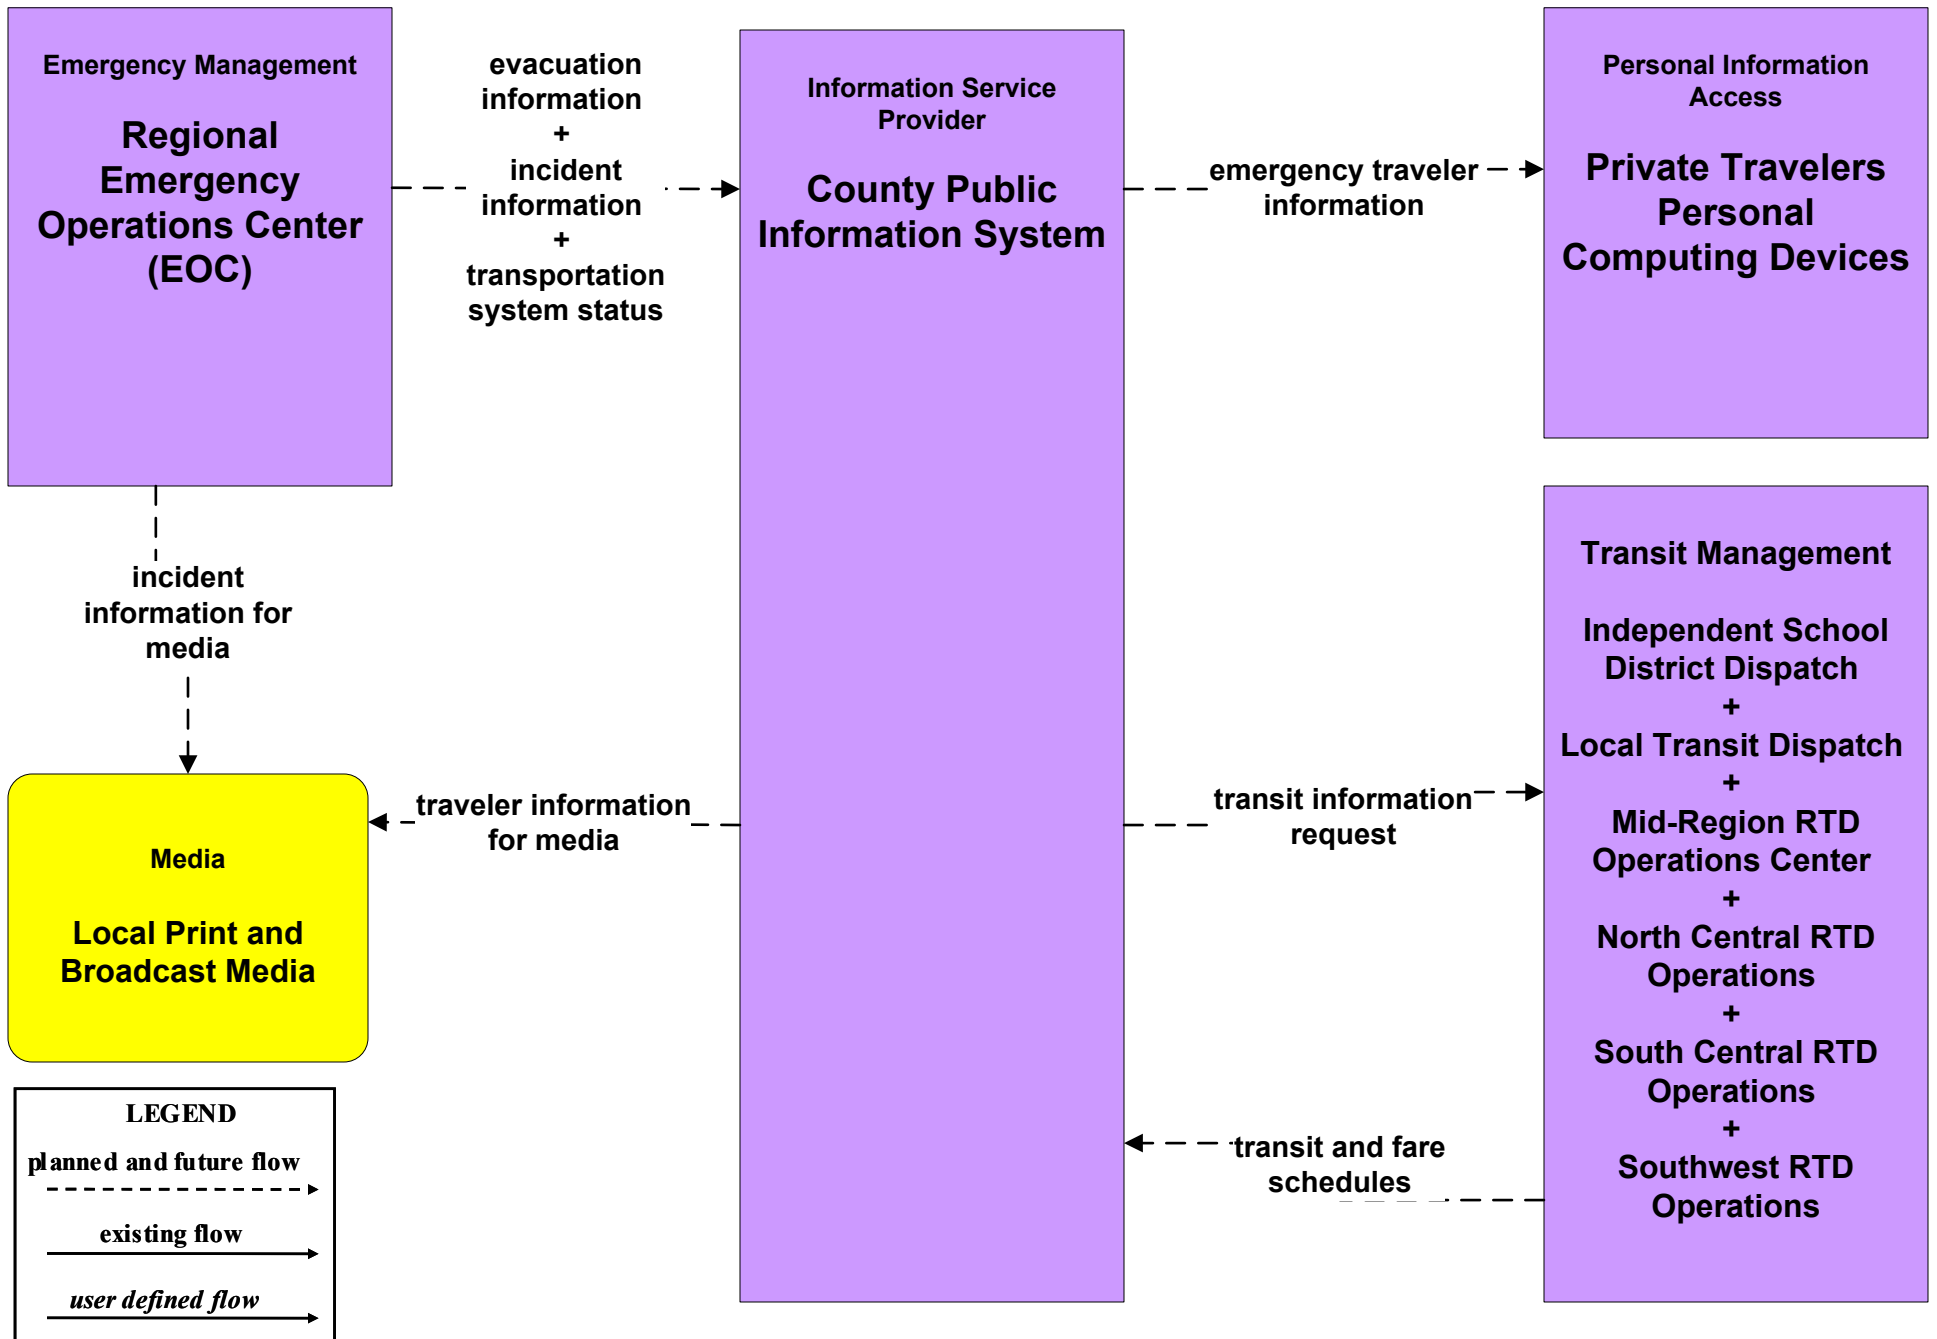 Emergency Management
Regional
Emergency
Operations Center
(EOC)
evacuation
information
+
incident
information
+
transportation
system status
Information Service
Provider
County Public
Information System
emergency traveler
information
Personal Information
Access
Private Travelers
Personal
Computing Devices
incident
information for
media
Media
Local Print and
Broadcast Media
traveler information
for media
transit information
request
transit and fare
schedules
Transit Management
Independent School
District Dispatch
+
Local Transit Dispatch
+
Mid-Region RTD
Operations Center
+
North Central RTD
Operations
+
South Central RTD
Operations
+
Southwest RTD
Operations
LEGEND
planned and future flow
existing flow
user defined flow